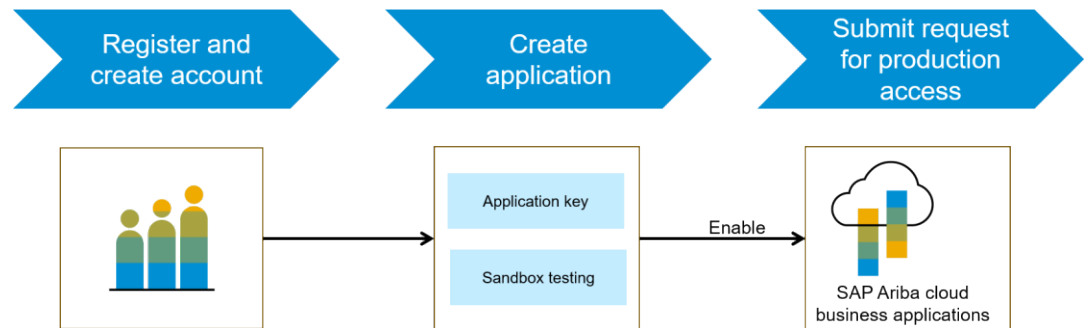 Register and
create account
Create
application
Submit request
for production
access
Application key
Sandbox testing
Enable
SAP Ariba cloud
business applications